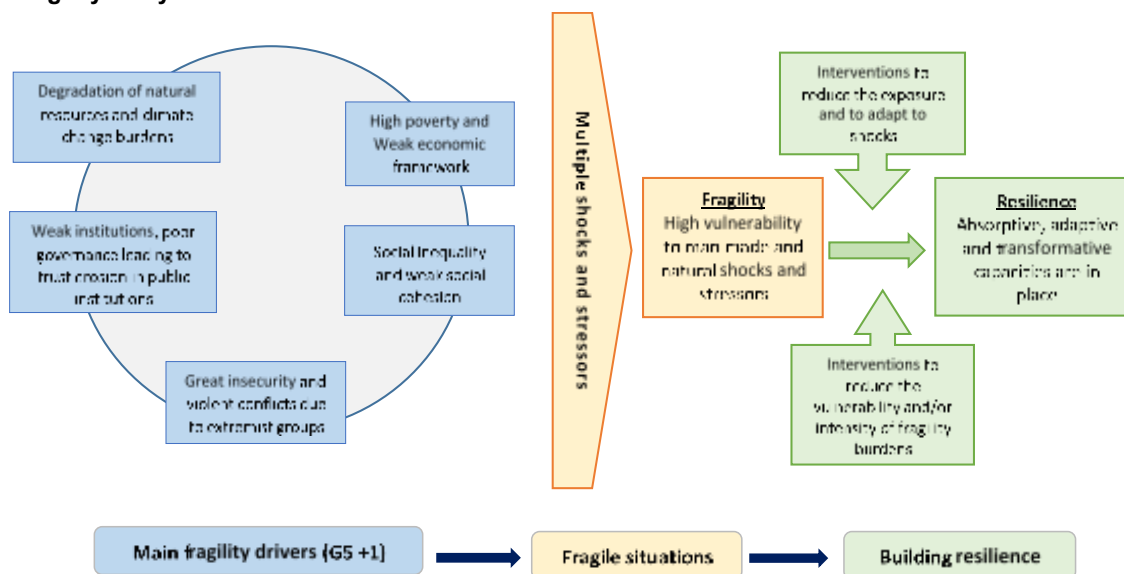 Degradation of natural
resources and climate
change burdens
High poverty and
Weak economic
framework
Weak institutions, poor
governance leading to
trust erosion in public
institutions
Social inequality
and weak social
cohesion
Great insecurity and
violent conflicts due
to extremist groups
Multiple shocks and stressors
Interventions to
reduce the exposure
and to adapt to
shocks
Fragility
High vulnerability
to man made and
natural shocks and
stressors
Resilience
Absorptive, adaptive
and transformative
capacities are in
place
Interventions to
reduce the
vulnerability and/or
intensity of fragility
burdens
Main fragility drivers (G5 +1)
Fragile situations
Building resilience